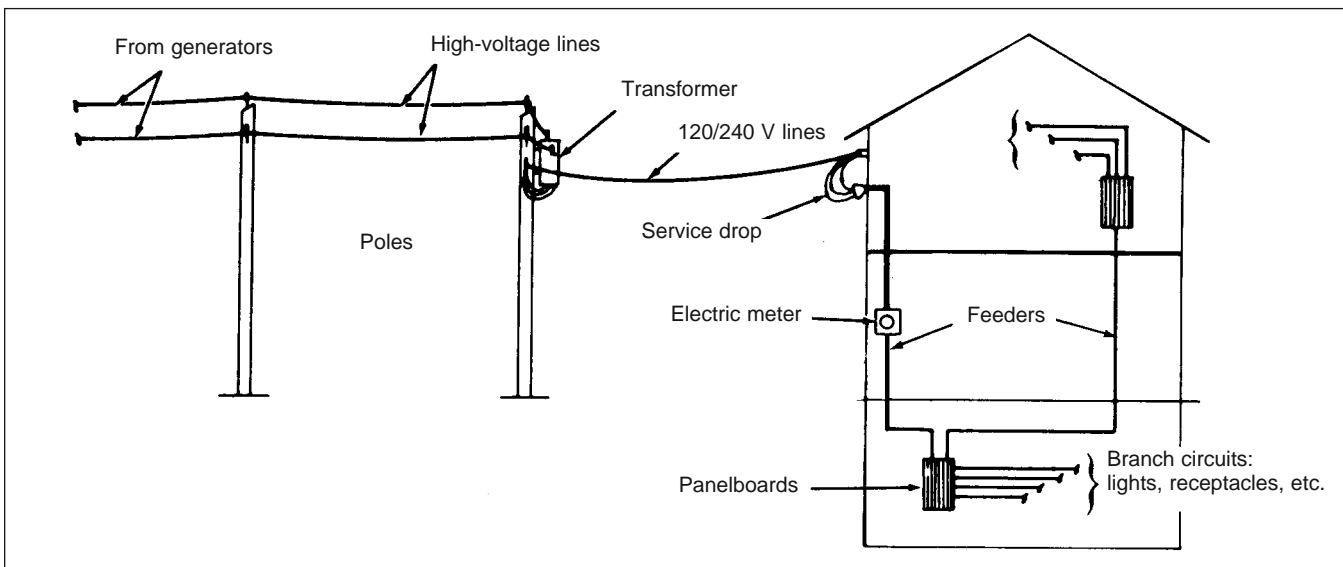 From generators
High-voltage lines
Transformer
120/240 V lines
Service drop
Poles
Electric meter
Feeders
Panelboards
Branch circuits:
lights, receptacles, etc.